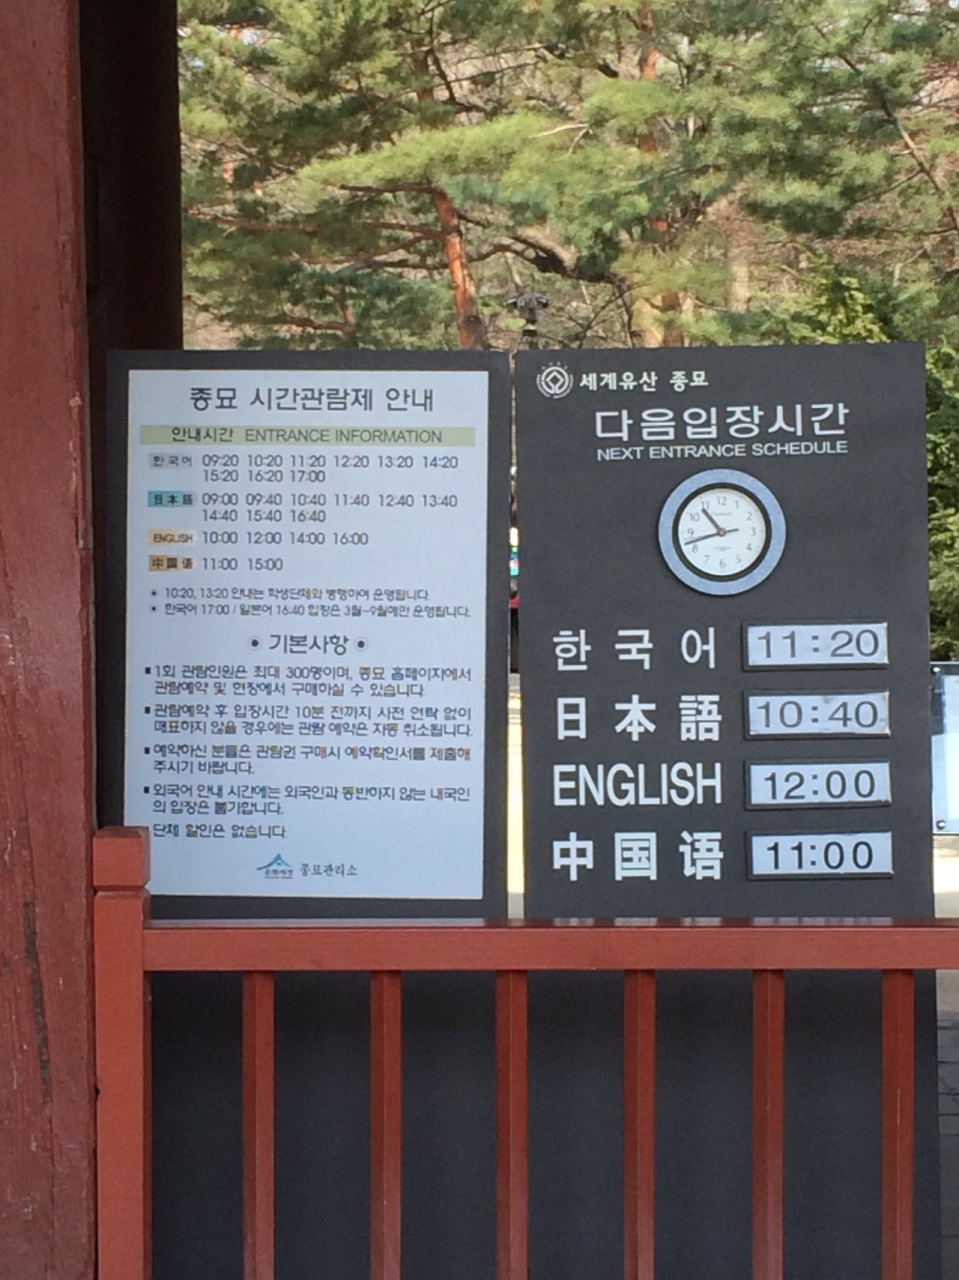 종묘 시간관람제 안내
안내시간 ENTRANCE INFORMATION
한국어 09:20 10:20 11:20 12:20 13:20 14:20
15:20 16:20 17:00
日本語 09:00 09:40 10:40 11:40 12:40 13:40
14:40 15:40 16:40
ENGLISH 10:00 12:00 14:00 16:00
中国语 11:00 15:00
10:20, 13:20 안내는 학생단체와 병행하여 운영됩니다.
한국어 17:00 / 일본어 16:40 입장은 3월~9월에만 운영됩니다.
기본사항
1회 관람인원은 최대 300명이며, 종묘 홈페이지에서
관람예약 및 현장에서 구매하실 수 있습니다.
관람예약 후 입장시간 10분 전까지 사전 연락 없이
매표하지 않을 경우에는 관람 예약은 자동 취소됩니다.
예약하신 분들은 관람권 구매시 예약확인서를 제출해
주시기 바랍니다.
외국어 안내 시간에는 외국인과 동반하지 않는 내국인
의 입장은 불가합니다.
단체 할인은 없습니다.
문화재청 종묘관리소
세계유산 종묘
다음입장시간
NEXT ENTRANCE SCHEDULE
12 1 2 3 4 5 6 7 8 9 10 11
한국어 11:20
日本語 10:40
ENGLISH 12:00
中国语 11:00